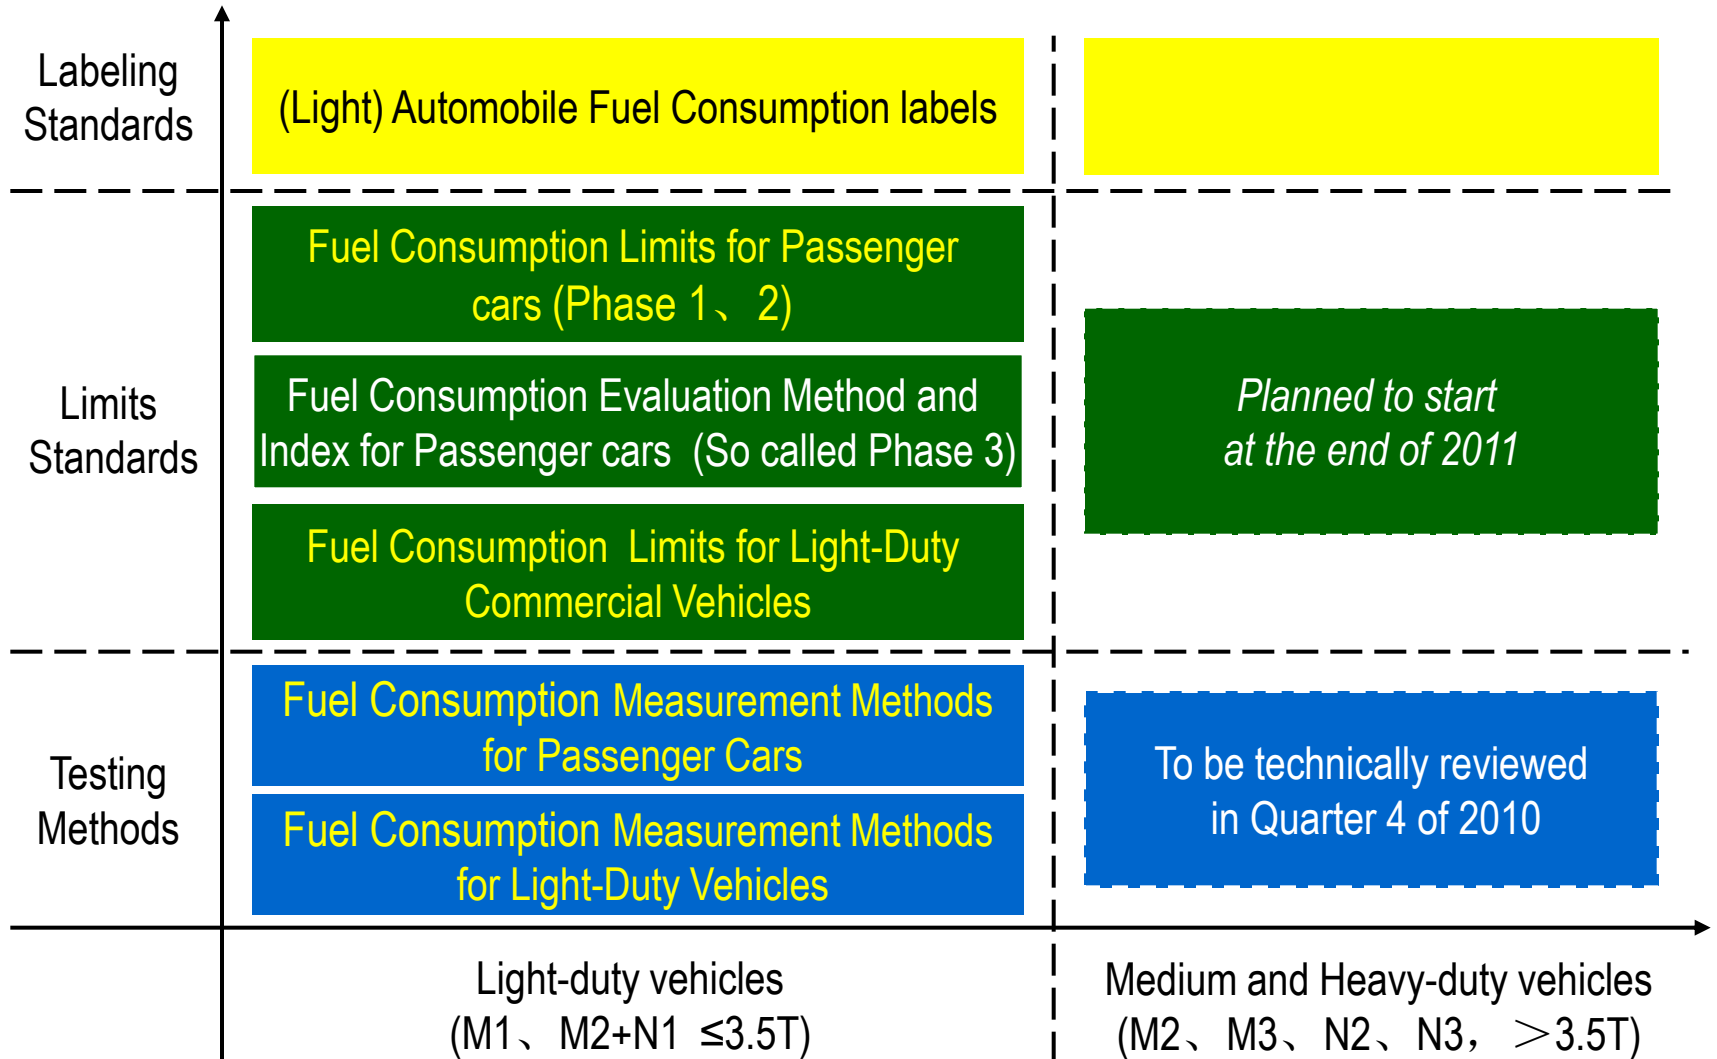 Labeling
Standards
(Light) Automobile Fuel Consumption labels
Limits
Standards
Fuel Consumption Limits for Passenger
cars (Phase 1、2)
Fuel Consumption Evaluation Method and
Index for Passenger cars (So called Phase 3)
Fuel Consumption Limits for Light-Duty
Commercial Vehicles
Planned to start
at the end of 2011
Testing
Methods
Fuel Consumption Measurement Methods
for Passenger Cars
Fuel Consumption Measurement Methods
for Light-Duty Vehicles
To be technically reviewed
in Quarter 4 of 2010
Light-duty vehicles
(M1、M2+N1 ≤3.5T)
Medium and Heavy-duty vehicles
(M2、M3、N2、N3，＞3.5T)